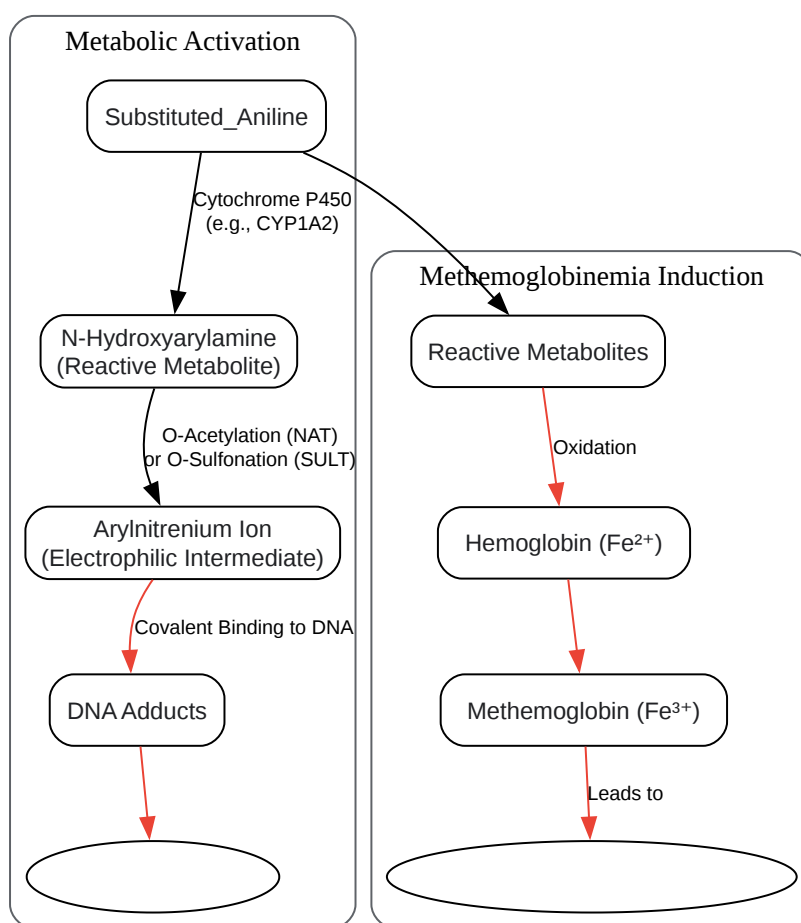 Metabolic Activation
Substituted_Aniline
Cytochrome P450
(e.g., CYP1A2)
N-Hydroxyarylamine
(Reactive Metabolite)
O-Acetylation (NAT)
or O-Sulfonation (SULT)
Arylnitrenium Ion
(Electrophilic Intermediate)
Covalent Binding to DNA
DNA Adducts
Methemoglobinemia Induction
Reactive Metabolites
Oxidation
Hemoglobin (Fe²⁺)
Methemoglobin (Fe³⁺)
Leads to